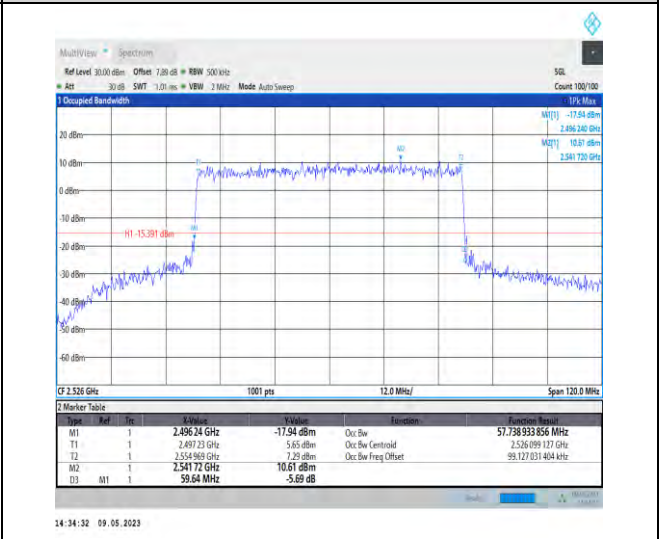 MultiView Spectrum
Ref Level 30.00 dBm Offset 7.89 dB RBW 500 kHz SGL
Att 30 dB SWT 1.01 ms VBW 2 MHz Mode Auto Sweep Count 100/100
1 Occupied Bandwidth 1Pk Max
M1[1] -17.94 dBm
2.496 240 GHz
M2[1] 10.61 dBm
2.541 720 GHz
20 dBm
M2
T1 T2
10 dBm
0 dBm
-10 dBm
H1 -15.391 dBm M1
-20 dBm
-30 dBm
-40 dBm
-50 dBm
-60 dBm
CF 2.526 GHz 1001 pts 12.0 MHz/ Span 120.0 MHz
2 Marker Table
Type Ref Trc X-Value Y-Value Function Function Result
M1 1 2.496 24 GHz -17.94 dBm Occ Bw 57.738 933 856 MHz
T1 1 2.497 23 GHz 5.65 dBm Occ Bw Centroid 2.526 099 127 GHz
T2 1 2.554 969 GHz 7.29 dBm Occ Bw Freq Offset 99.127 031 404 kHz
M2 1 2.541 72 GHz 10.61 dBm
D3 M1 1 59.64 MHz -5.69 dB
14:34:32 09.05.2023